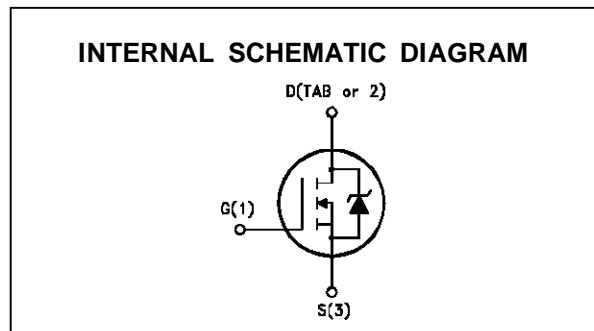 INTERNAL SCHEMATIC DIAGRAM
D(TAB or 2)
G(1)
S(3)